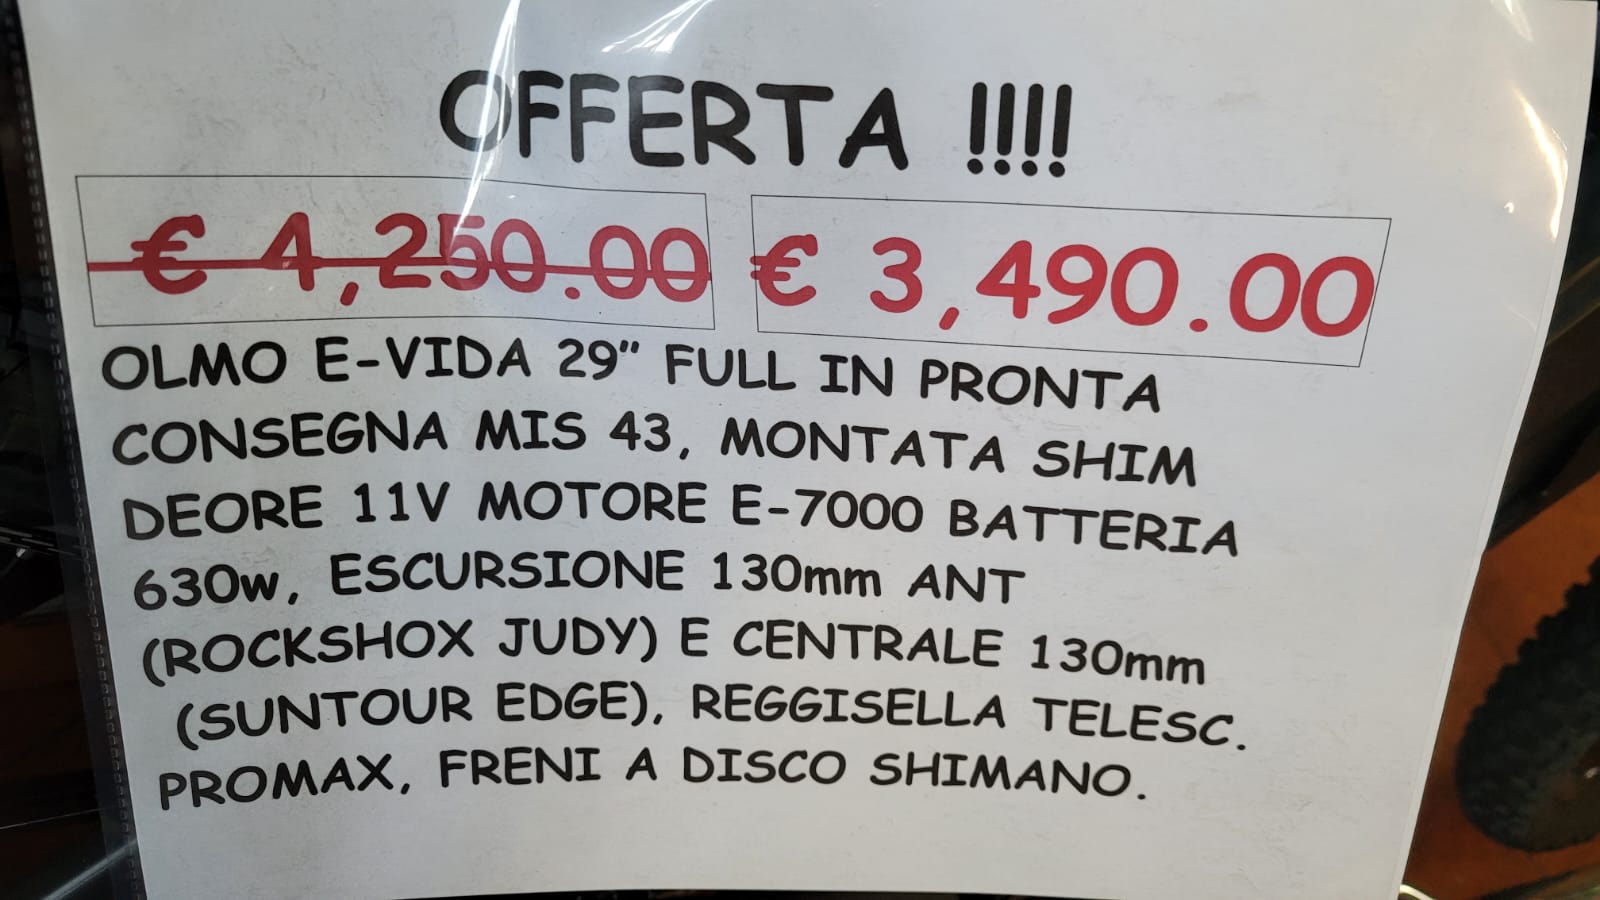 OFFERTA !!!!
€ 4,250.00 € 3,490.00
OLMO E-VIDA 29" FULL IN PRONTA
CONSEGNA MIS 43, MONTATA SHIM
DEORE 11V MOTORE E-7000 BATTERIA
630w, ESCURSIONE 130mm ANT
(ROCKSHOX JUDY) E CENTRALE 130mm
(SUNTOUR EDGE), REGGISELLA TELESC.
PROMAX, FRENI A DISCO SHIMANO.